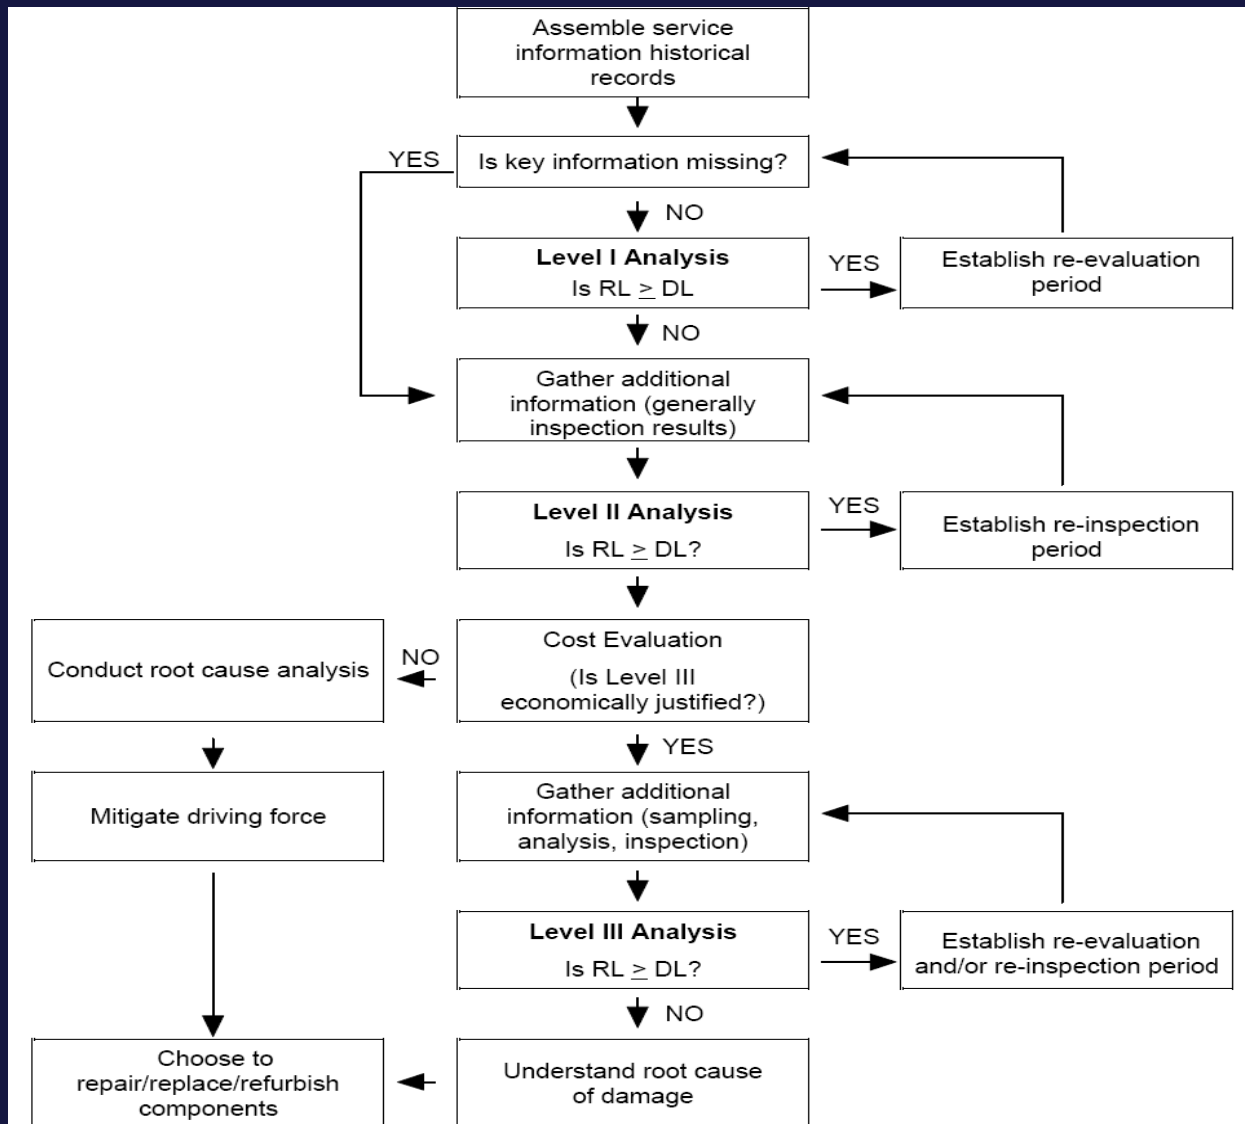 Assemble service
information historical
records
YES
Is key information missing?
NO
Level I Analysis
Is RL ≥ DL
YES
Establish re-evaluation
period
NO
Gather additional
information (generally
inspection results)
Level II Analysis
Is RL ≥ DL?
YES
Establish re-inspection
period
Cost Evaluation
(Is Level III
economically justified?)
NO
Conduct root cause analysis
YES
Mitigate driving force
Gather additional
information (sampling,
analysis, inspection)
Level III Analysis
Is RL ≥ DL?
YES
Establish re-evaluation
and/or re-inspection period
NO
Understand root cause
of damage
Choose to
repair/replace/refurbish
components